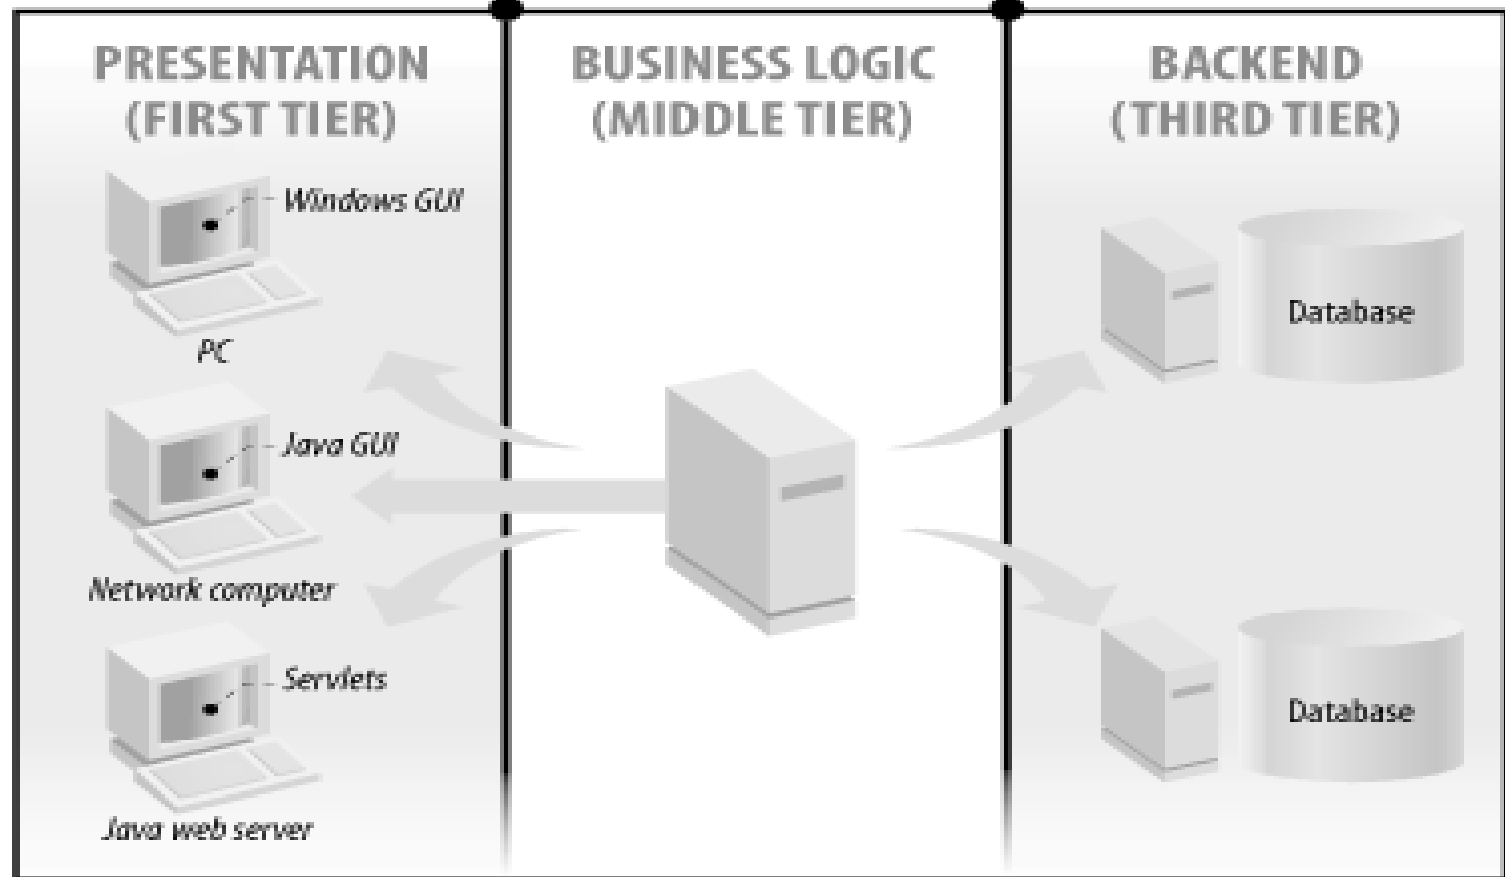 PRESENTATION
(FIRST TIER)
Windows GUI
PC
Java GUI
Network computer
Servlets
Java web server
BUSINESS LOGIC
(MIDDLE TIER)
BACKEND
(THIRD TIER)
Database
Database